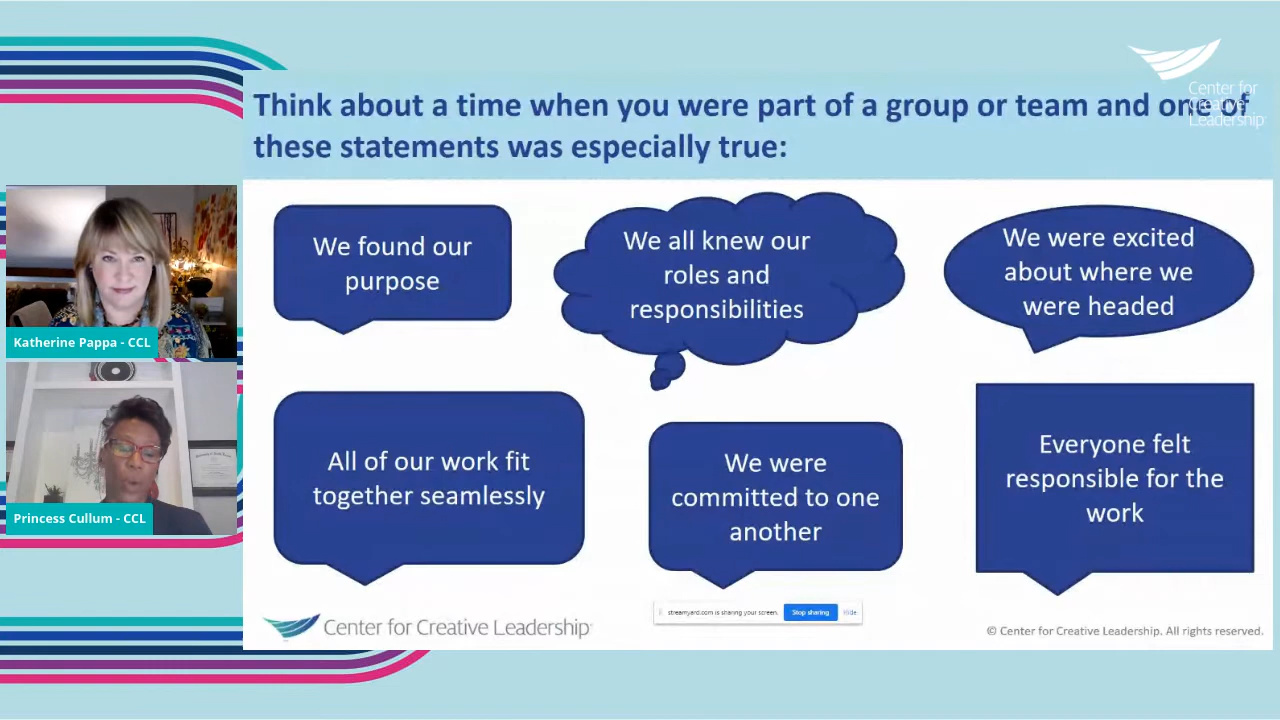 Think about a time when you were part of a group or team and one of
these statements was especially true:
Center for
Creative
Leadership
We found our
purpose
We all knew our
roles and
responsibilities
We were excited
about where we
were headed
Katherine Pappa - CCL
Princess Cullum - CCL
All of our work fit
together seamlessly
We were
committed to one
another
Everyone felt
responsible for the
work
streamyard.com is sharing your screen.
Stop sharing
Hide
Center for Creative Leadership
© Center for Creative Leadership. All rights reserved.